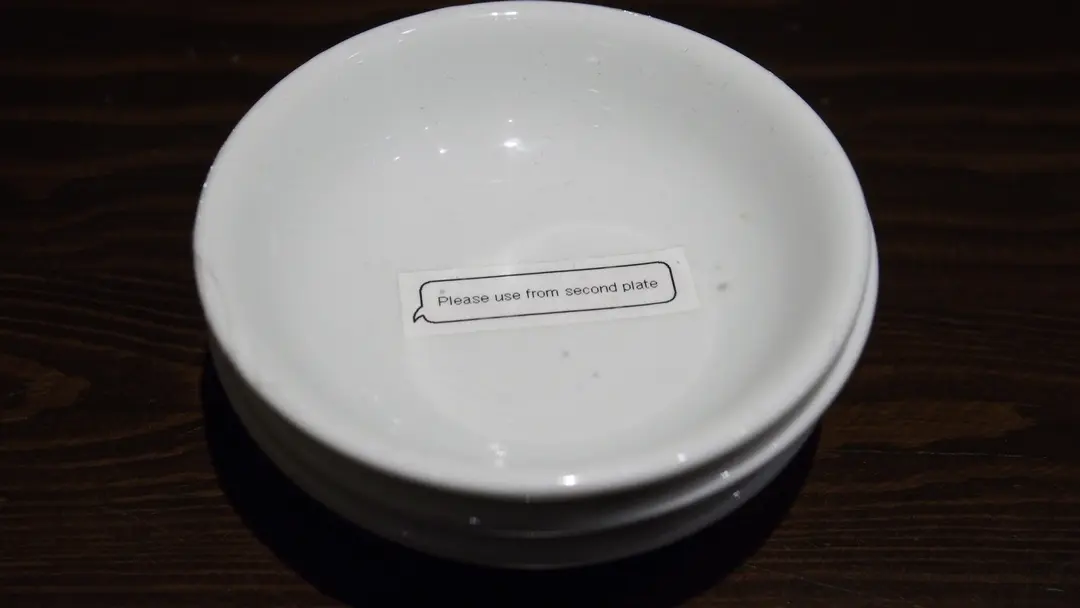 Please use from second plate